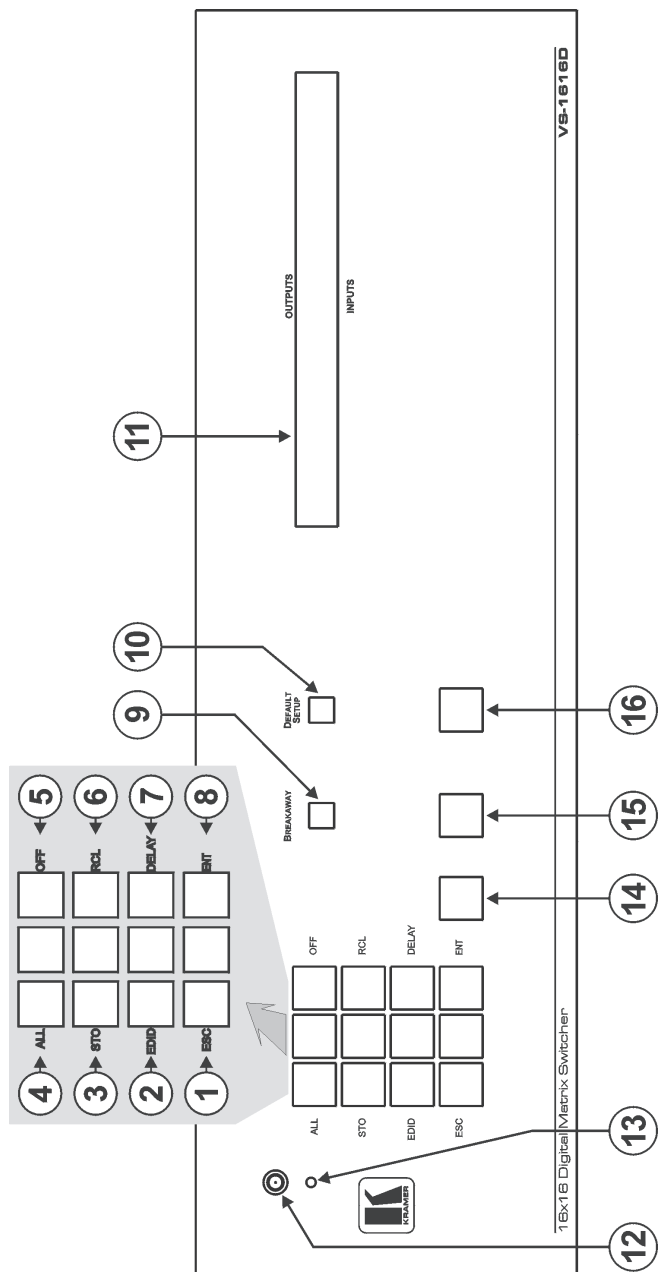 4 ALL OFF 5
3 STO RCL 6
2 EDID DELAY 7
1 ESC ENT 8
9
10
11
BREAKAWAY
DEFAULT
SETUP
OUTPUTS
INPUTS
ALL OFF
STO RCL
EDID DELAY
ESC ENT
KRAMER
16x16 Digital Matrix Switcher
VS-1616D
12
13
14
15
16